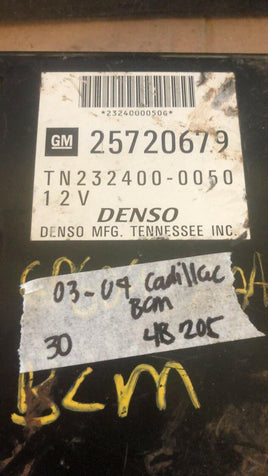 *23240000506*
GM 25720679
TN232400-0050
12V
DENSO
DENSO MFG. TENNESSEE INC.
03-04 Cadillac
BCM
30 4B 205
BCM